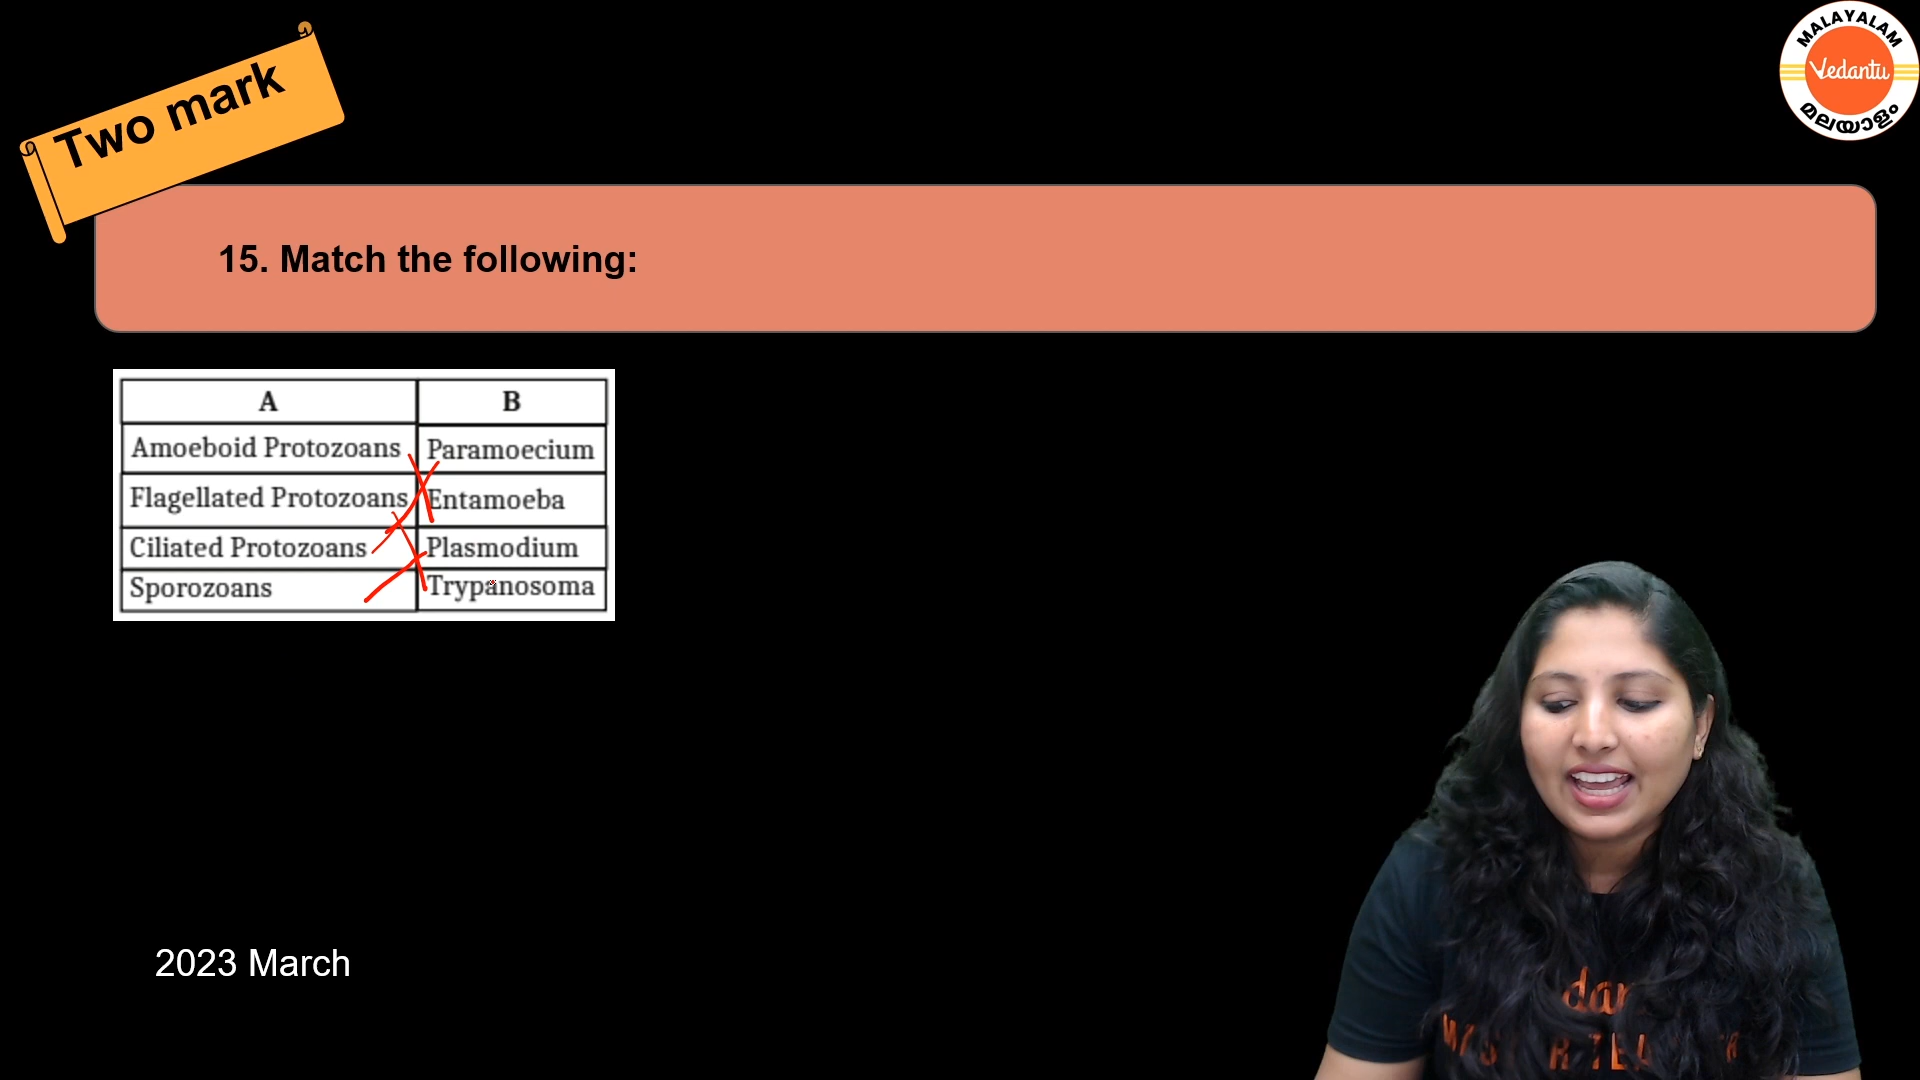 Two mark
MALAYALAM
Vedantu
മലയാളം
15. Match the following:
A B
Amoeboid Protozoans Paramoecium
Flagellated Protozoans Entamoeba
Ciliated Protozoans Plasmodium
Sporozoans Trypanosoma
2023 March